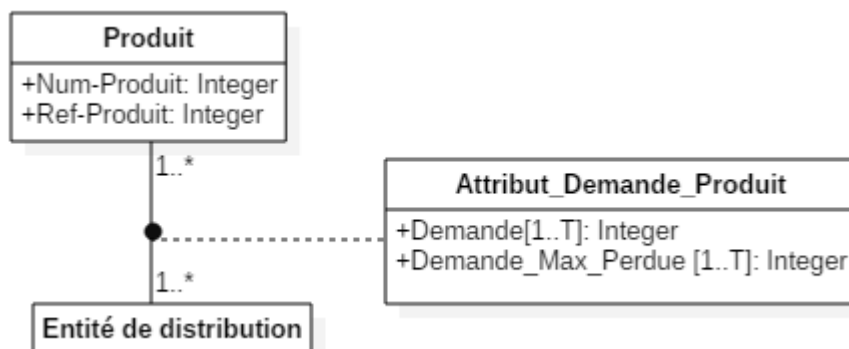 Produit
+Num-Produit: Integer
+Ref-Produit: Integer
1..*
Attribut_Demande_Produit
+Demande[1..T]: Integer
+Demande_Max_Perdue [1..T]: Integer
1..*
Entité de distribution